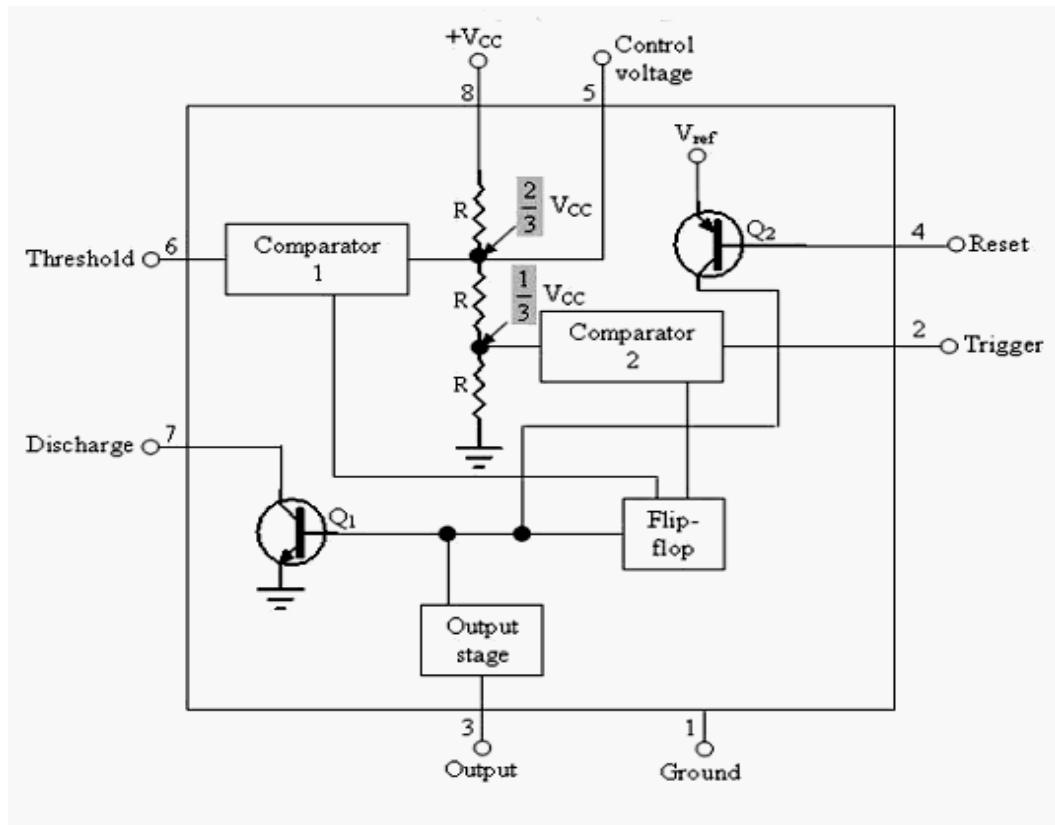 +VCC
Control
voltage
8
5
Vref
R
2/3 VCC
Q2
4
Reset
Threshold
6
Comparator
1
R
1/3 VCC
Comparator
2
2
Trigger
R
Discharge
7
Q1
Flip-
flop
Output
stage
3
1
Output
Ground